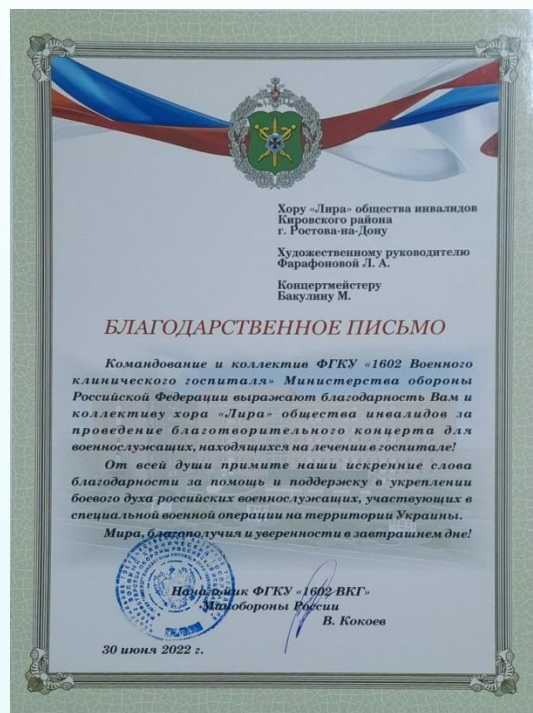 Хору «Лира» общества инвалидов
Кировского района
г. Ростова-на-Дону
Художественному руководителю
Фарафоновой Л. А.
Концертмейстеру
Бакулину М.
БЛАГОДАРСТВЕННОЕ ПИСЬМО
Командование и коллектив ФГКУ «1602 Военного
клинического госпиталя» Министерства обороны
Российской Федерации выражают благодарность Вам и
коллективу хора «Лира» общества инвалидов за
проведение благотворительного концерта для
военнослужащих, находящихся на лечении в госпитале!
От всей души примите наши искренние слова
благодарности за помощь и поддержку в укреплении
боевого духа российских военнослужащих, участвующих в
специальной военной операции на территории Украины.
Мира, благополучия и уверенности в завтрашнем дне!
Начальник ФГКУ «1602 ВКГ»
Минобороны России
В. Кокоев
30 июня 2022 г.